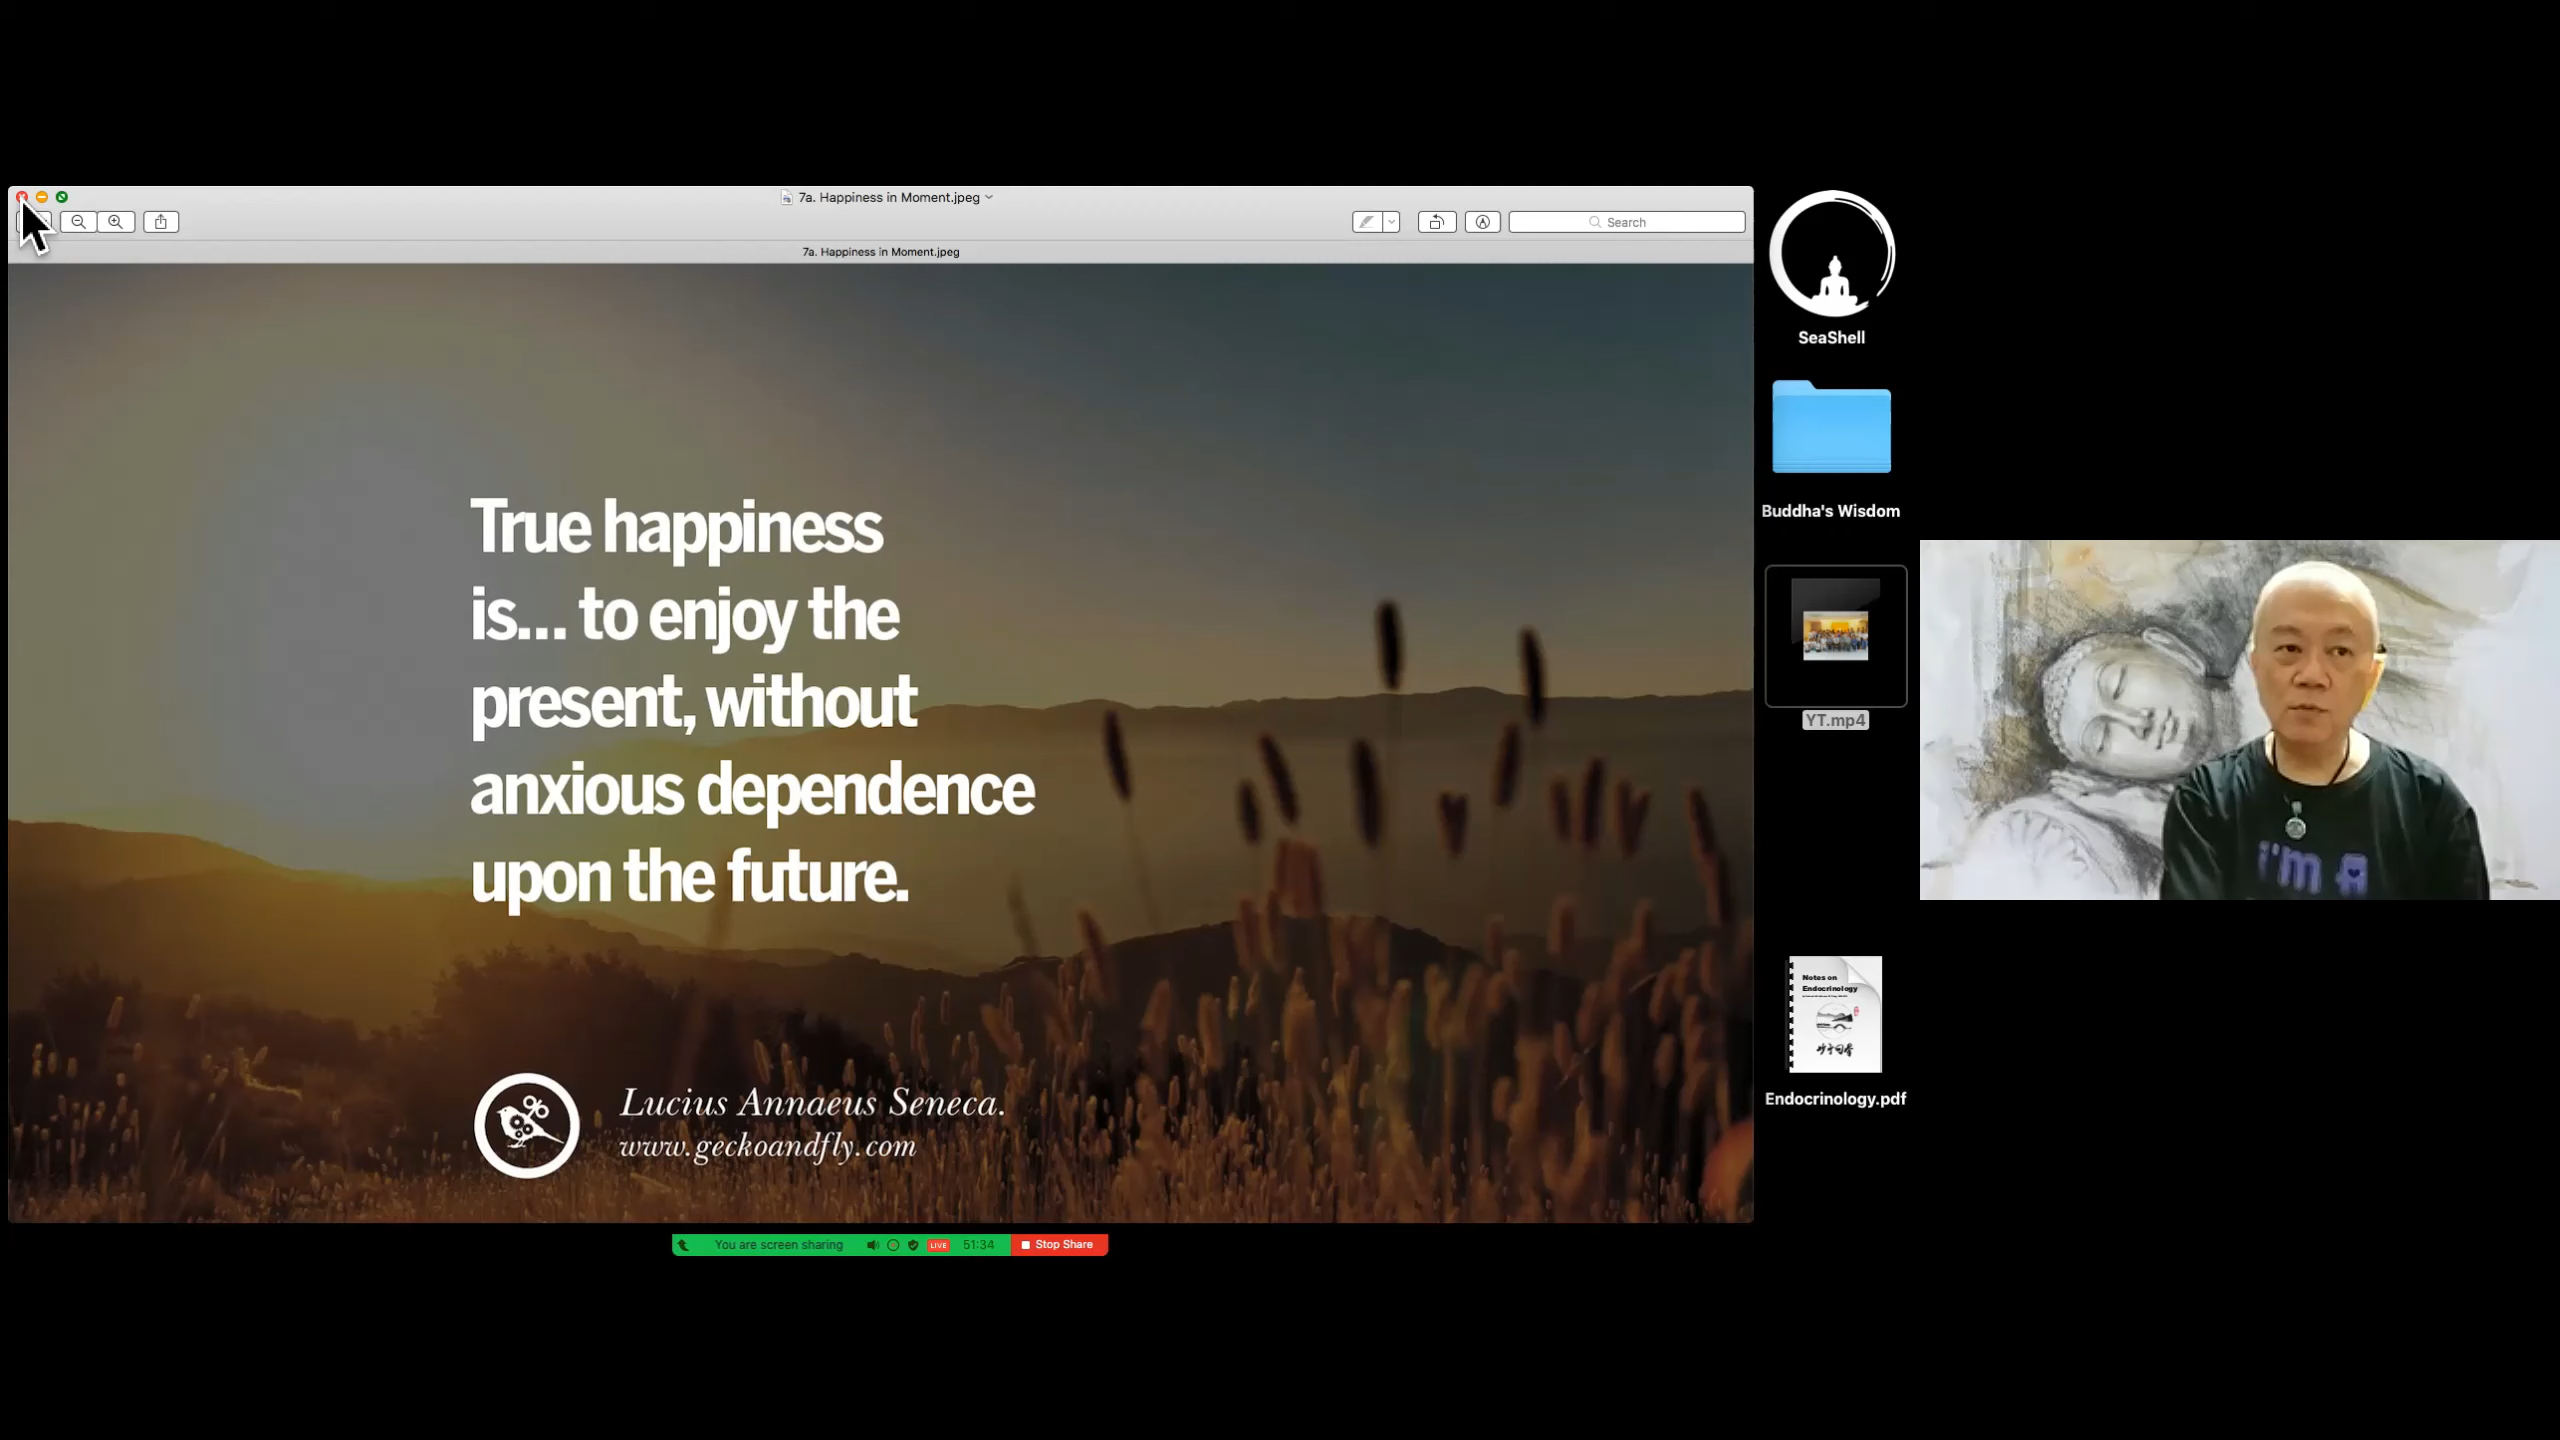 7a. Happiness in Moment.jpeg
Search
7a. Happiness in Moment.jpeg
True happiness
is... to enjoy the
present, without
anxious dependence
upon the future.
Lucius Annaeus Seneca.
www.geckoandfly.com
You are screen sharing
LIVE
51:34
Stop Share
SeaShell
Buddha's Wisdom
YT.mp4
Notes on
Endocrinology
Endocrinology.pdf
i'm A